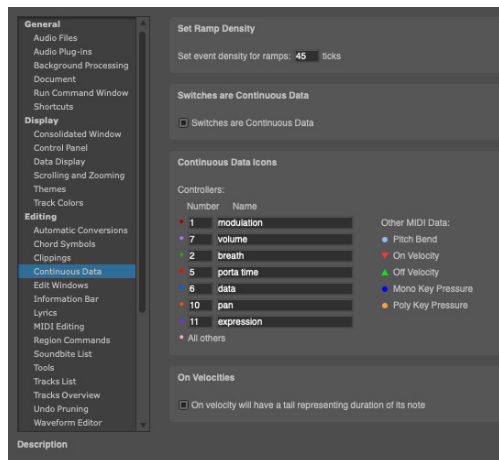 General
Audio Files
Audio Plug-ins
Background Processing
Document
Run Command Window
Shortcuts
Display
Consolidated Window
Control Panel
Data Display
Scrolling and Zooming
Themes
Track Colors
Editing
Automatic Conversions
Chord Symbols
Clippings
Continuous Data
Edit Windows
Information Bar
Lyrics
MIDI Editing
Region Commands
Soundbite List
Tools
Tracks List
Tracks Overview
Undo Pruning
Waveform Editor
Description
Set Ramp Density
Set event density for ramps: 45 ticks
Switches are Continuous Data
Switches are Continuous Data
Continuous Data Icons
Controllers:
Number Name
1 modulation
7 volume
2 breath
5 porta time
6 data
10 pan
11 expression
All others
Other MIDI Data:
Pitch Bend
On Velocity
Off Velocity
Mono Key Pressure
Poly Key Pressure
On Velocities
On velocity will have a tail representing duration of its note